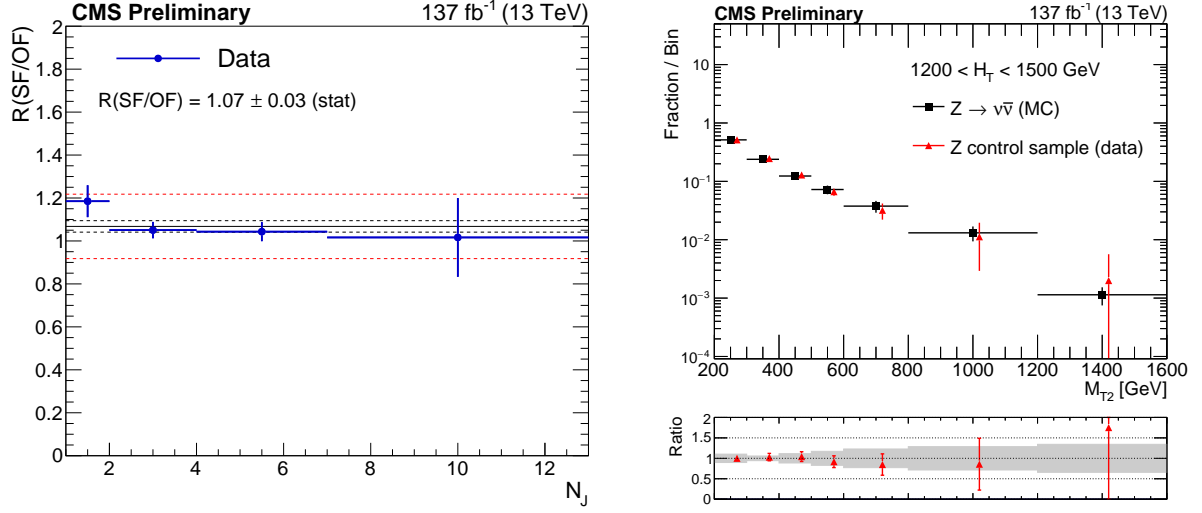 CMS Preliminary 137 fb⁻¹ (13 TeV)
R(SF/OF)
2
1.8
1.6
1.4
1.2
1
0.8
0.6
0.4
0.2
0
Data
R(SF/OF) = 1.07 ± 0.03 (stat)
2 4 6 8 10 12
N_J
CMS Preliminary 137 fb⁻¹ (13 TeV)
Fraction / Bin
10
1
10⁻¹
10⁻²
10⁻³
10⁻⁴
1200 < H_T < 1500 GeV
Z → νν̄ (MC)
Z control sample (data)
200 400 600 800 1000 1200 1400 1600
M_T2 [GeV]
Ratio
2
1.5
1
0.5
0